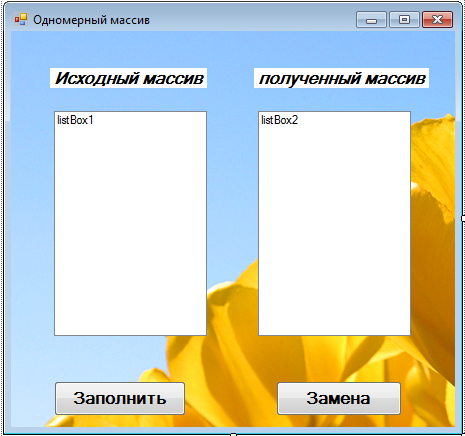 Одномерный массив
Исходный массив
полученный массив
listBox1
listBox2
Заполнить
Замена